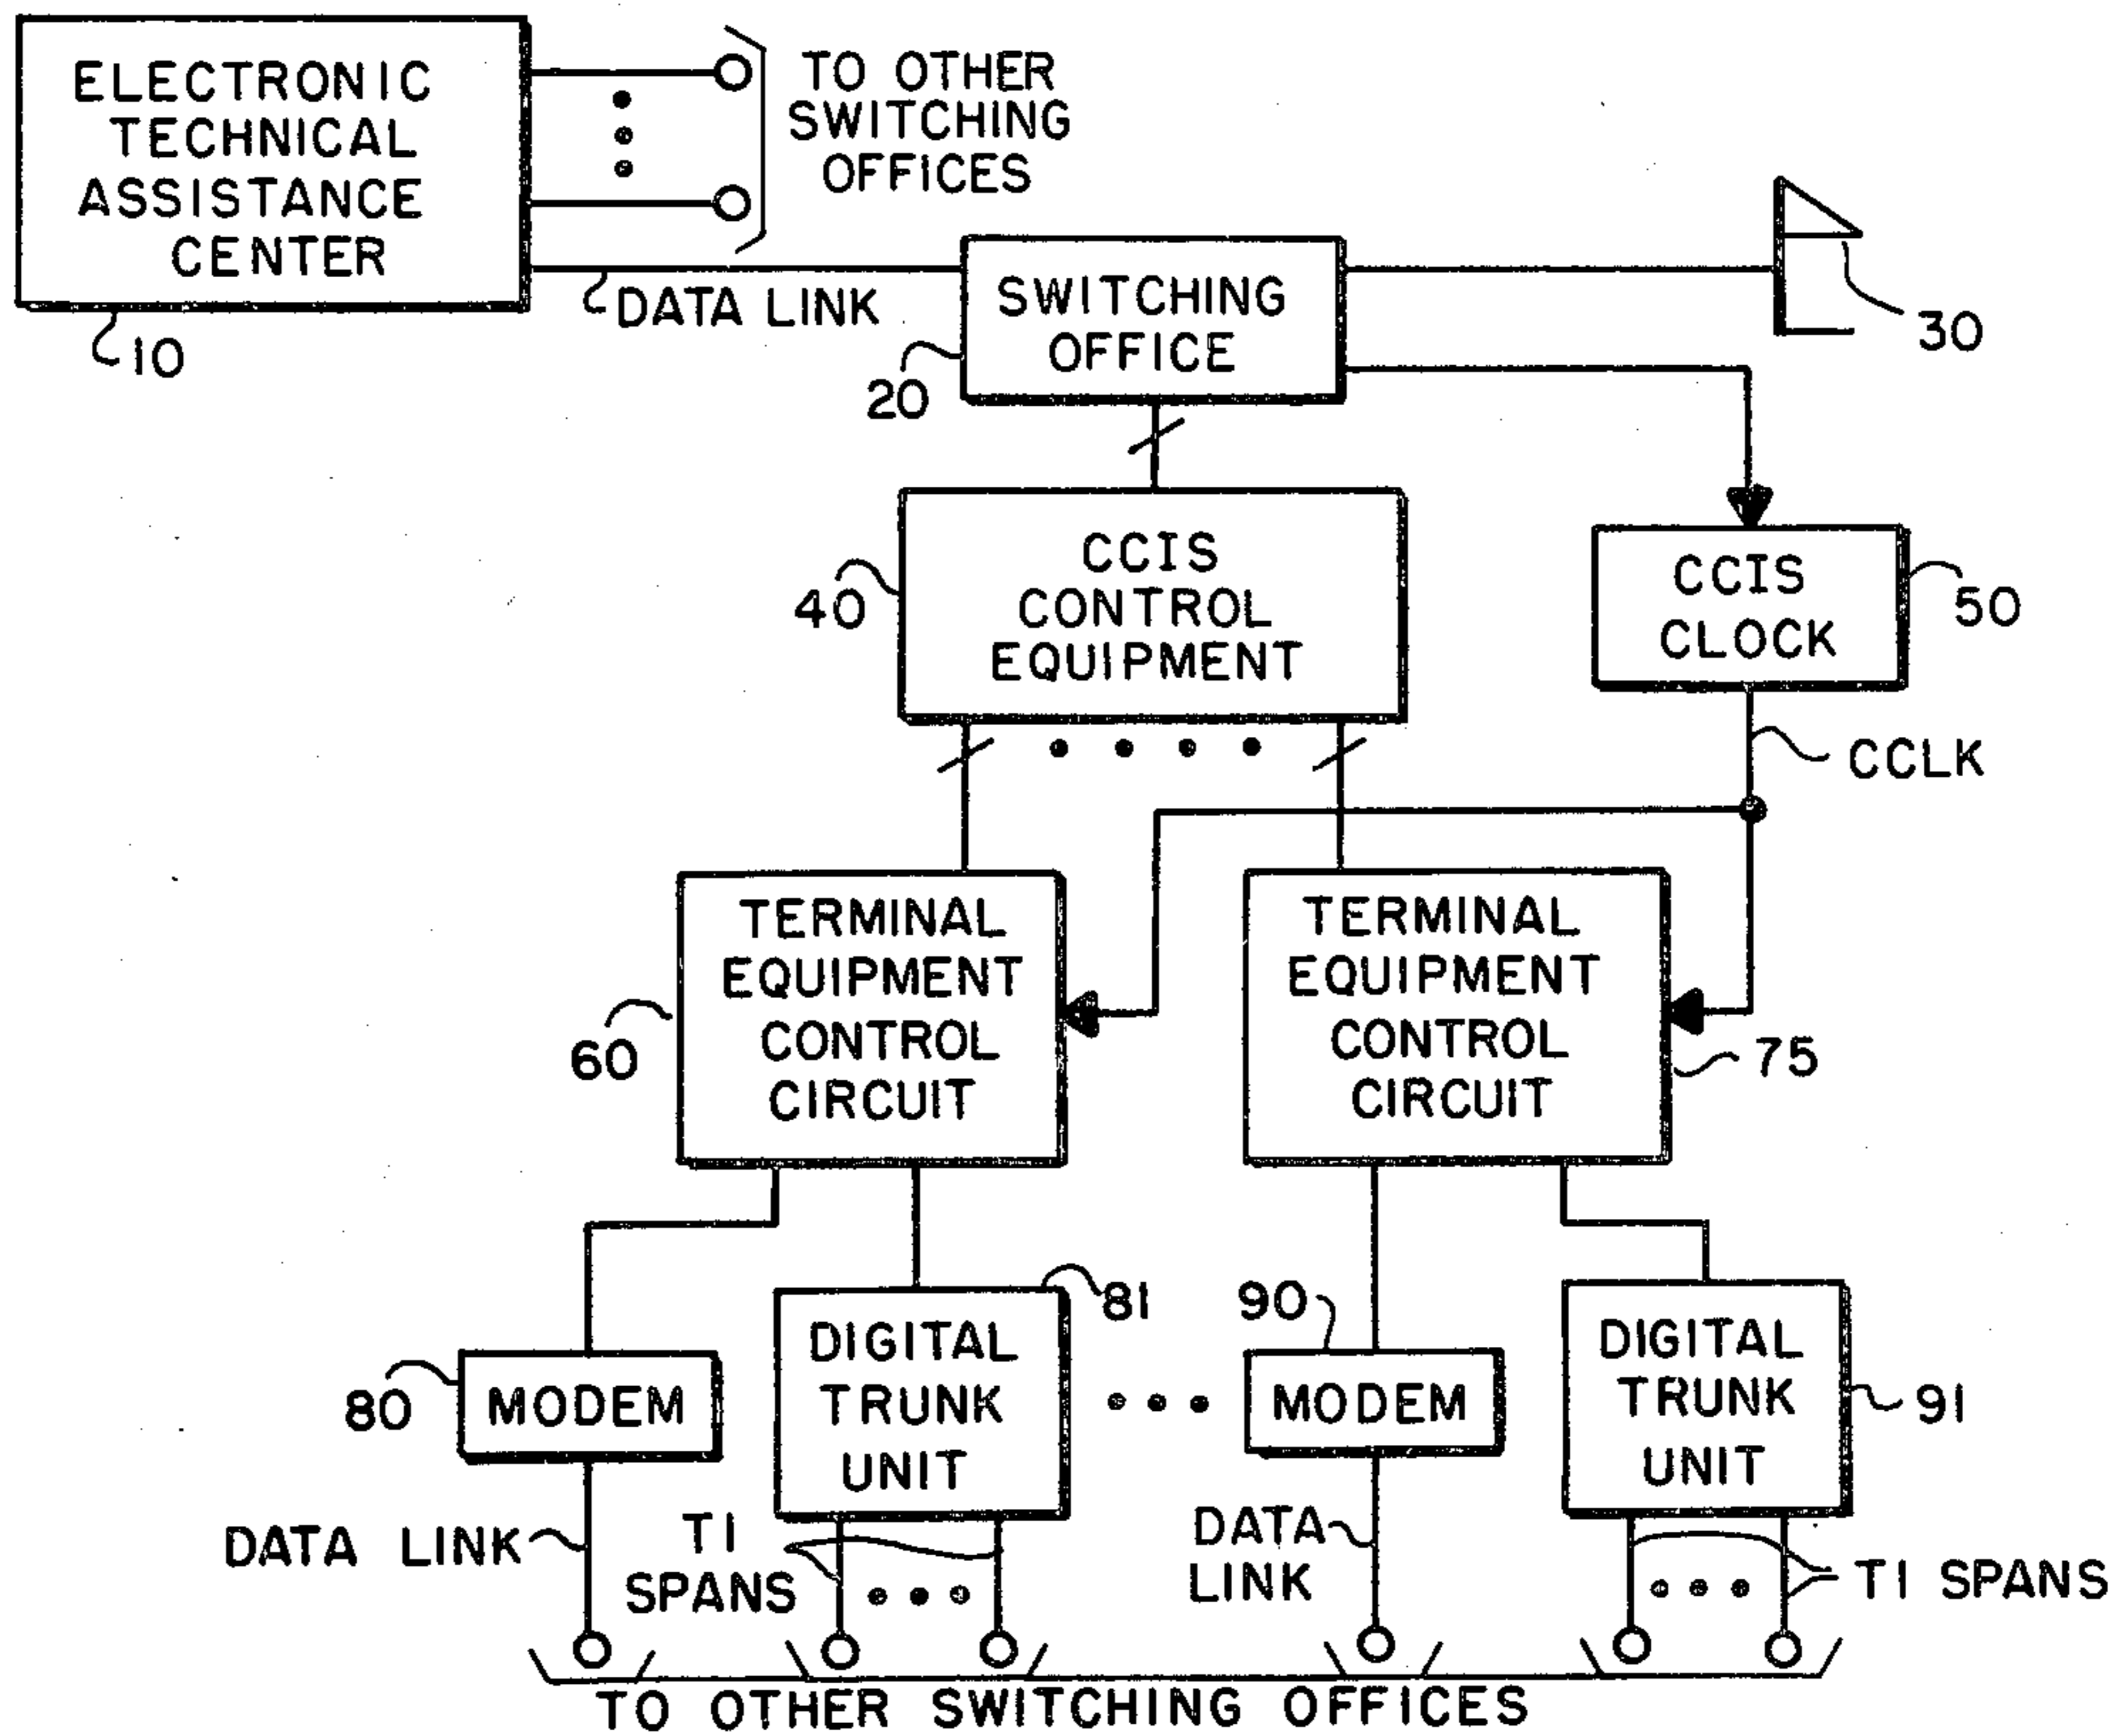 ELECTRONIC
TECHNICAL
ASSISTANCE
CENTER
10
TO OTHER
SWITCHING
OFFICES
DATA LINK
SWITCHING
OFFICE
20
30
CCIS
CONTROL
EQUIPMENT
40
CCIS
CLOCK
50
CCLK
TERMINAL
EQUIPMENT
CONTROL
CIRCUIT
60
TERMINAL
EQUIPMENT
CONTROL
CIRCUIT
75
MODEM
80
DIGITAL
TRUNK
UNIT
81
MODEM
90
DIGITAL
TRUNK
UNIT
91
DATA LINK
T1
SPANS
DATA
LINK
T1 SPANS
TO OTHER SWITCHING OFFICES